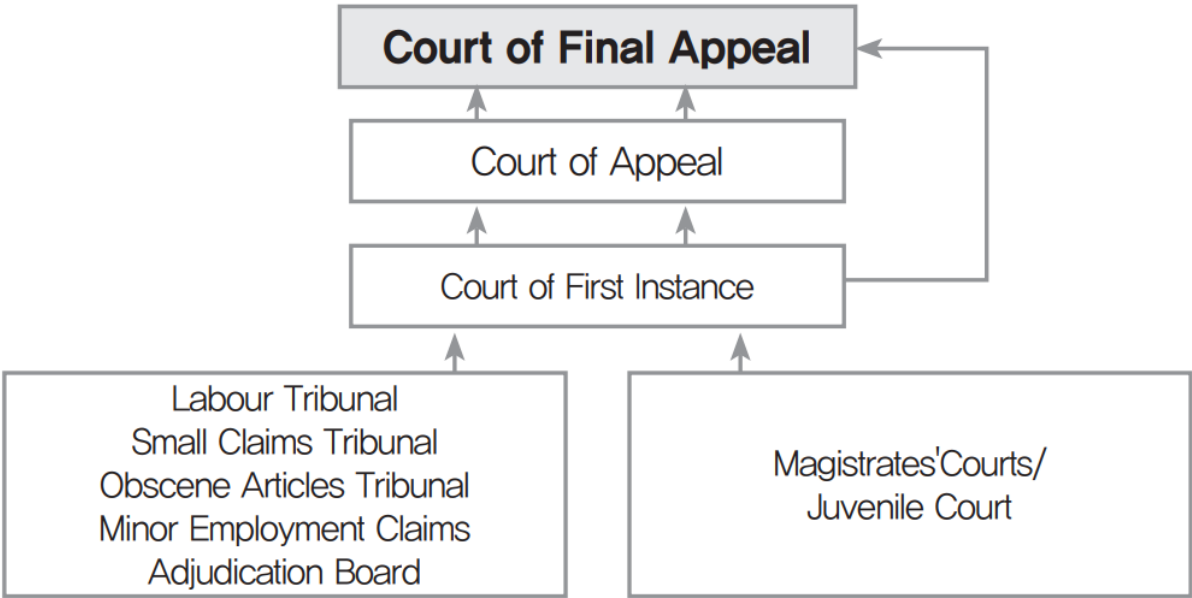 Court of Final Appeal
Court of Appeal
Court of First Instance
Labour Tribunal
Small Claims Tribunal
Obscene Articles Tribunal
Minor Employment Claims
Adjudication Board
Magistrates'Courts/
Juvenile Court